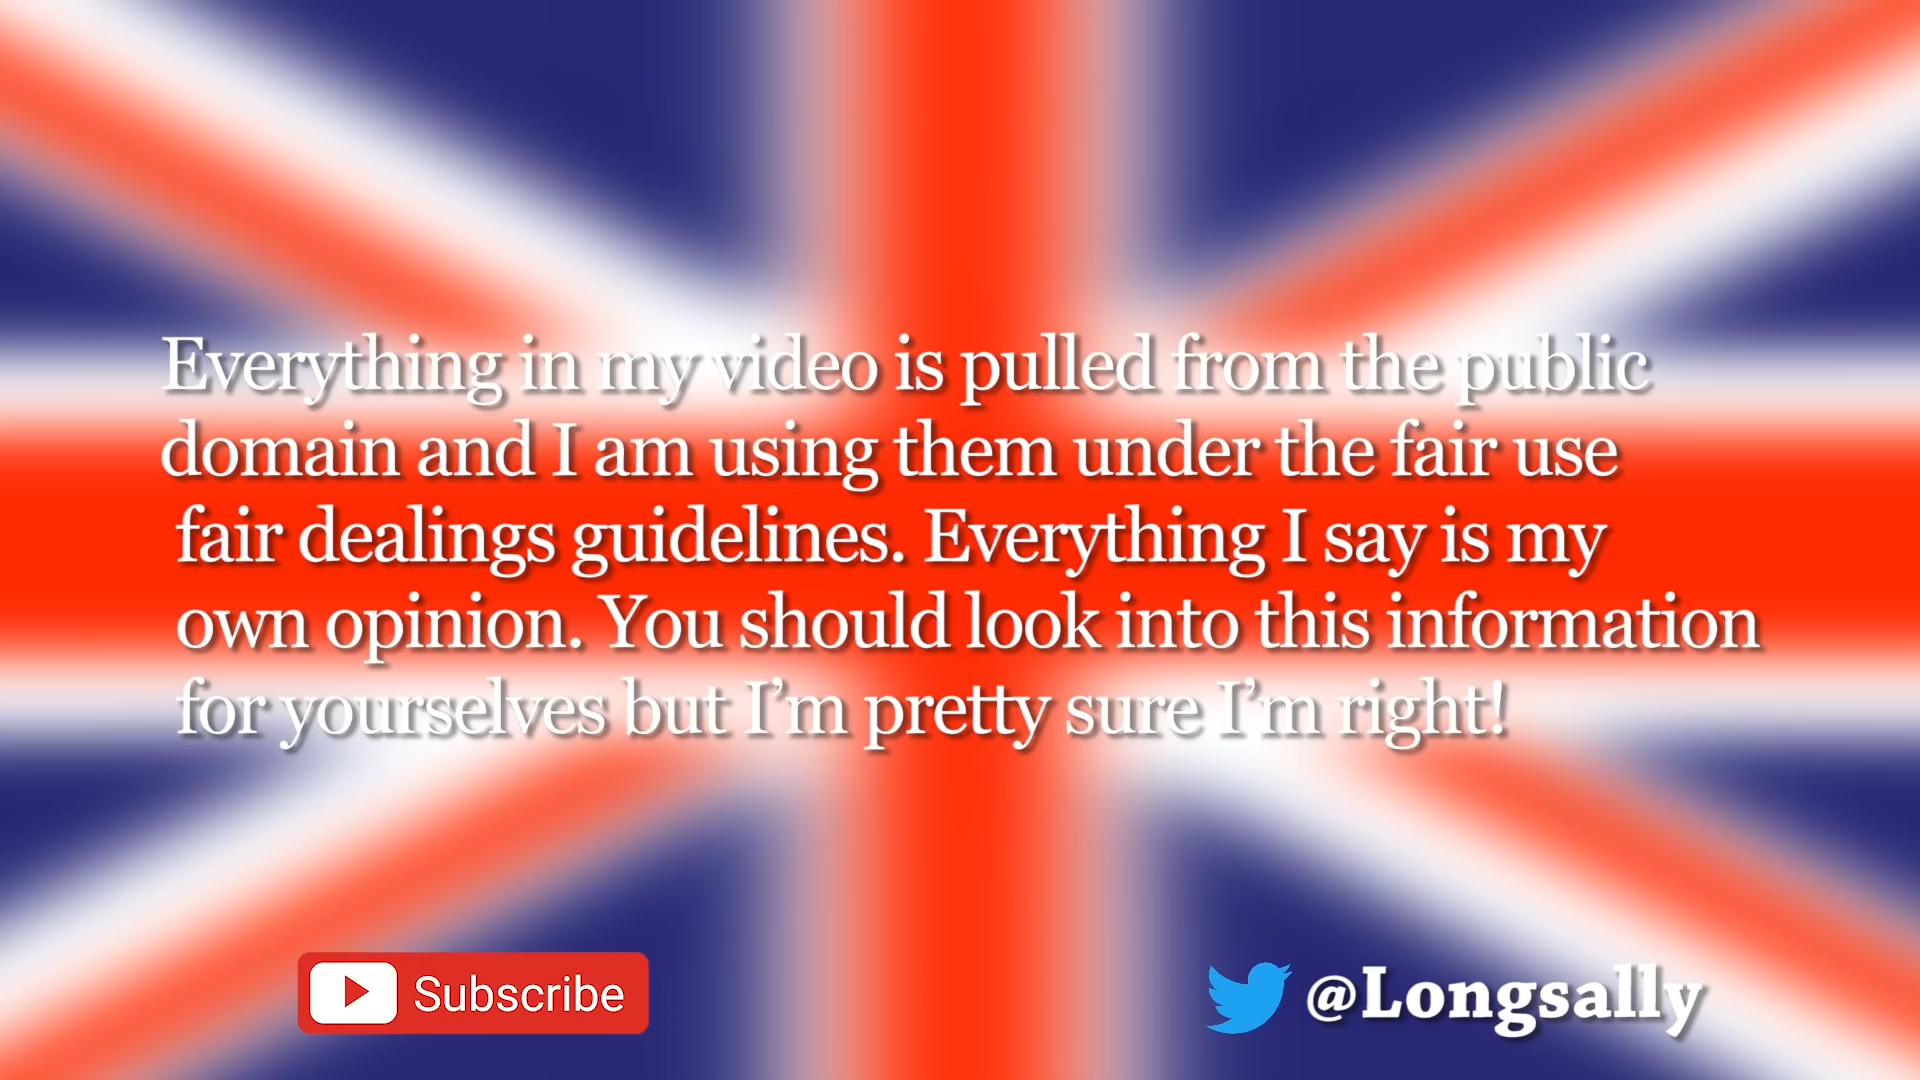 Everything in my video is pulled from the public
domain and I am using them under the fair use
fair dealings guidelines. Everything I say is my
own opinion. You should look into this information
for yourselves but I’m pretty sure I’m right!
Subscribe
@Longsally